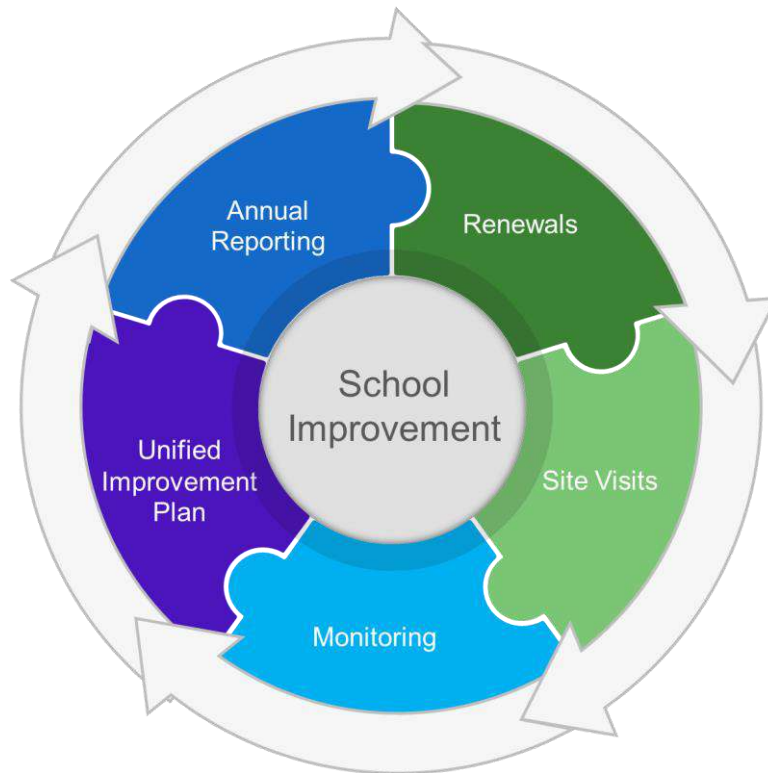 Annual
Reporting
Renewals
School
Improvement
Unified
Improvement
Plan
Site Visits
Monitoring